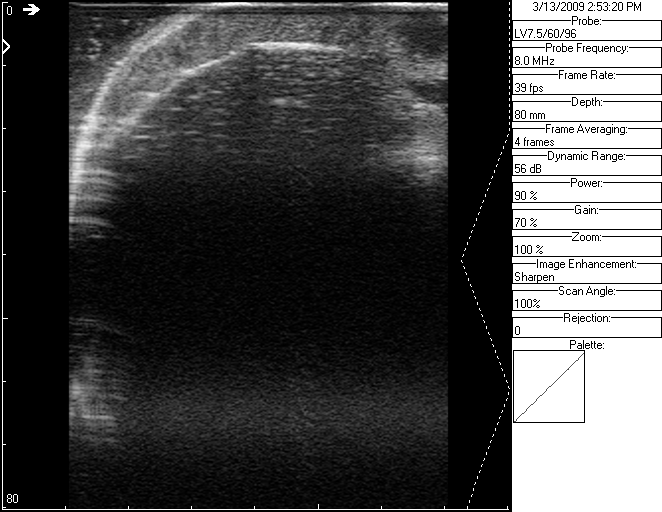 0
80
3/13/2009 2:53:20 PM
Probe:
LV7.5/60/96
Probe Frequency:
8.0 MHz
Frame Rate:
39 fps
Depth:
80 mm
Frame Averaging:
4 frames
Dynamic Range:
56 dB
Power:
90 %
Gain:
70 %
Zoom:
100 %
Image Enhancement:
Sharpen
Scan Angle:
100%
Rejection:
0
Palette: